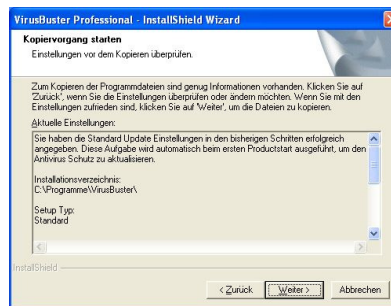 VirusBuster Professional - InstallShield Wizard
Kopiervorgang starten
Einstellungen vor dem Kopieren überprüfen.
Zum Kopieren der Programmdateien sind genug Informationen vorhanden. Klicken Sie auf
'Zurück', wenn Sie die Einstellungen überprüfen oder ändern möchten. Wenn Sie mit den
Einstellungen zufrieden sind, klicken Sie auf 'Weiter', um die Dateien zu kopieren.
Aktuelle Einstellungen:
Sie haben die Standard Update Einstellungen in den bisherigen Schritten erfolgreich
angegeben. Diese Aufgabe wird automatisch beim ersten Productstart ausgeführt, um den
Antivirus Schutz zu aktualisieren.
Installationsverzeichnis:
C:\Programme\VirusBuster\
Setup Typ:
Standard
InstallShield
< Zurück
Weiter >
Abbrechen